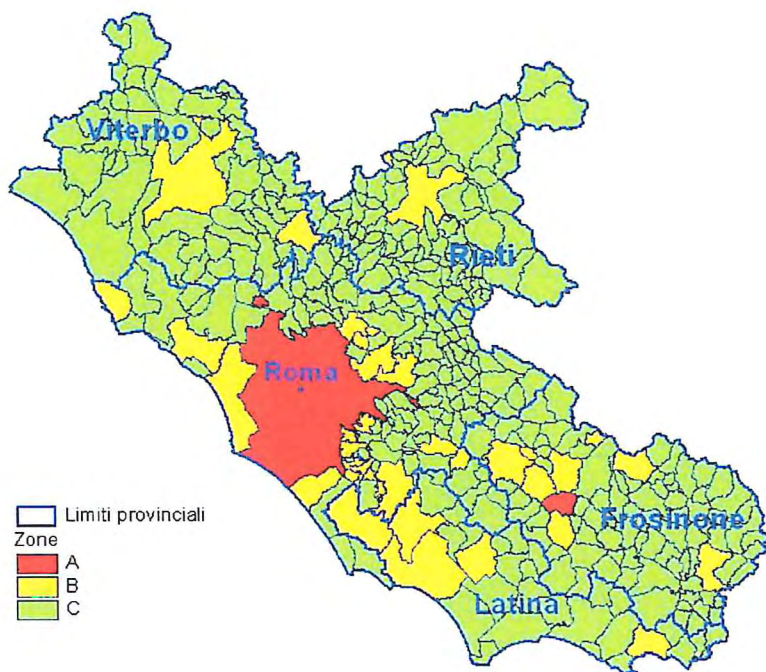 Viterbo
Rieti
Roma
Limiti provinciali
Zone
A
B
C
Frosinone
Latina